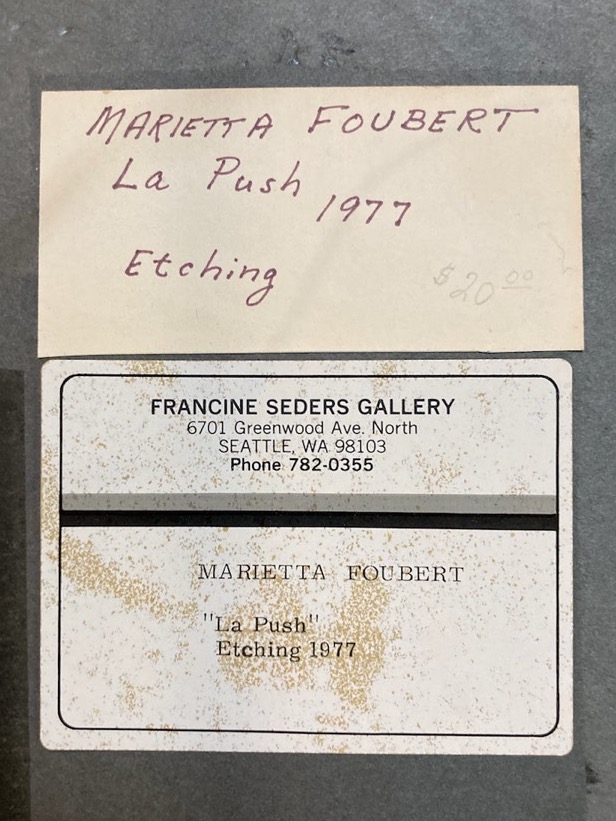 MARIETTA FOUBERT
La Push
1977
Etching
$20.00
FRANCINE SEDERS GALLERY
6701 Greenwood Ave. North
SEATTLE, WA 98103
Phone 782-0355
MARIETTA FOUBERT
"La Push"
Etching 1977